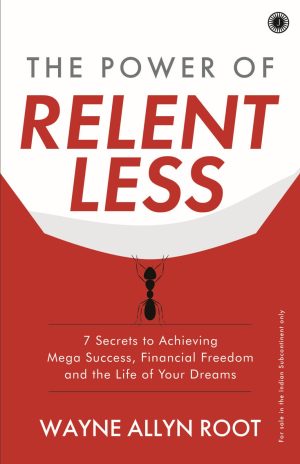 THE POWER OF
RELENT
LESS
7 Secrets to Achieving
Mega Success, Financial Freedom
and the Life of Your Dreams
WAYNE ALLYN ROOT
For sale in the Indian Subcontinent only